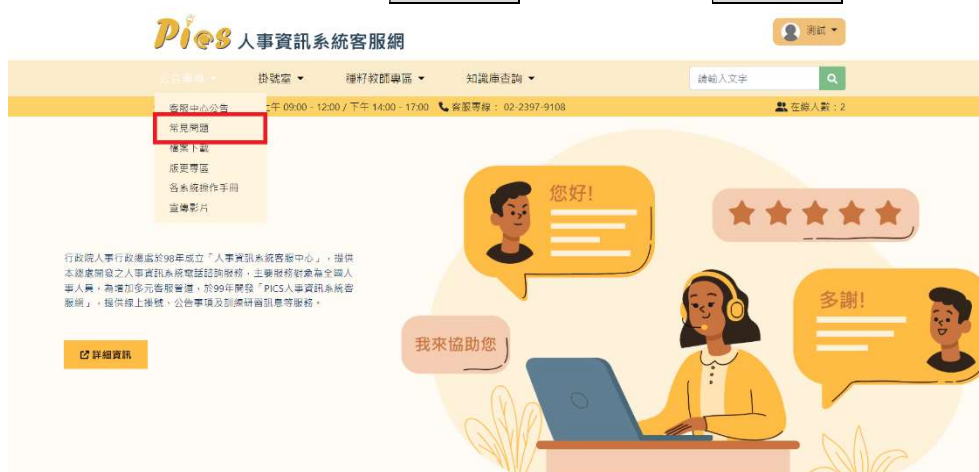 Pics 人事資訊系統客服網
測試
掛號室
種籽教師專區
知識庫查詢
請輸入文字
客服中心公告
上午 09:00 - 12:00 / 下午 14:00 - 17:00
客服專線： 02-2397-9108
在線人數：2
常見問題
檔案下載
版更專區
各系統操作手冊
宣傳影片
您好!
行政院人事行政總處於98年成立「人事資訊系統客服中心」，提供
本總處開發之人事資訊系統電話諮詢服務，主要服務對象為全國人
事人員，為增加多元客服管道，於99年開發「PICS人事資訊系統客
服網」，提供線上掛號、公告事項及訓練研習訊息等服務。
多謝!
我來協助您
詳細資訊